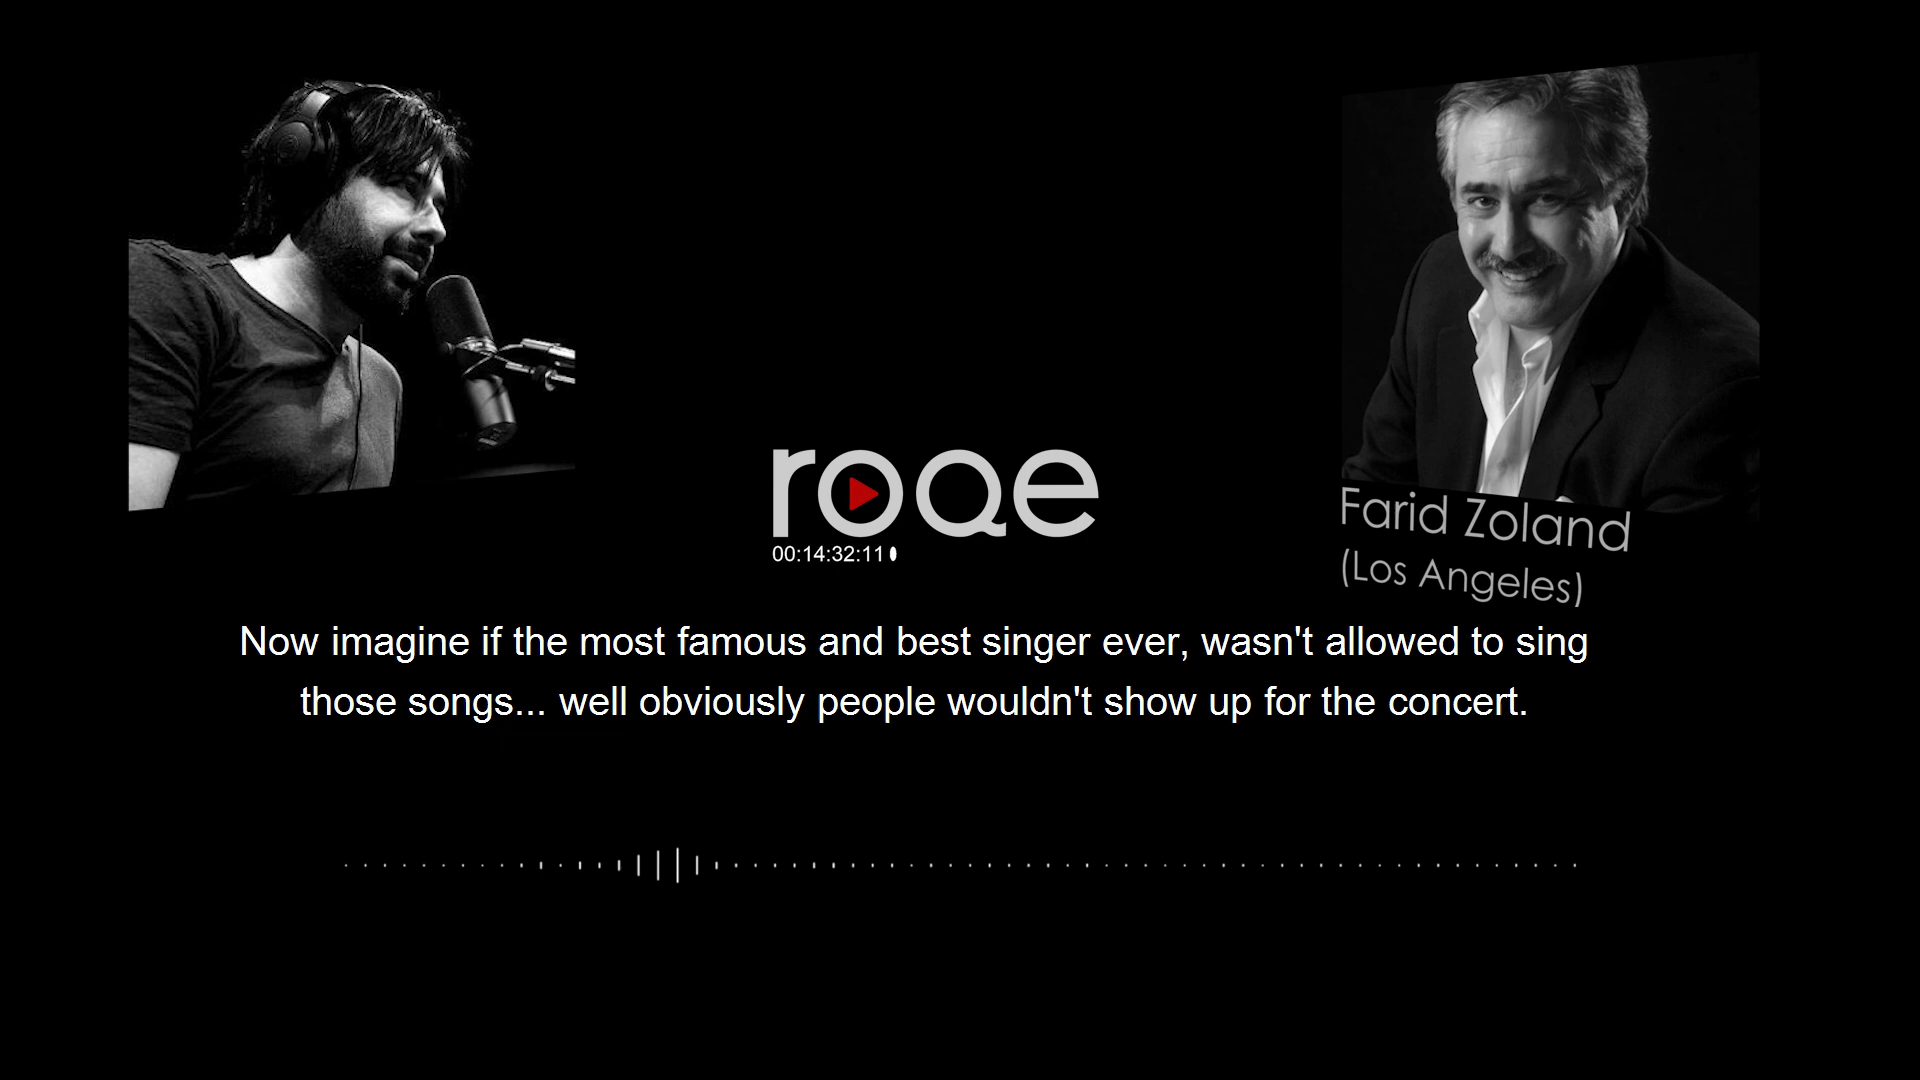 roqe
00:14:32:11
Farid Zoland
(Los Angeles)
Now imagine if the most famous and best singer ever, wasn't allowed to sing
those songs... well obviously people wouldn't show up for the concert.